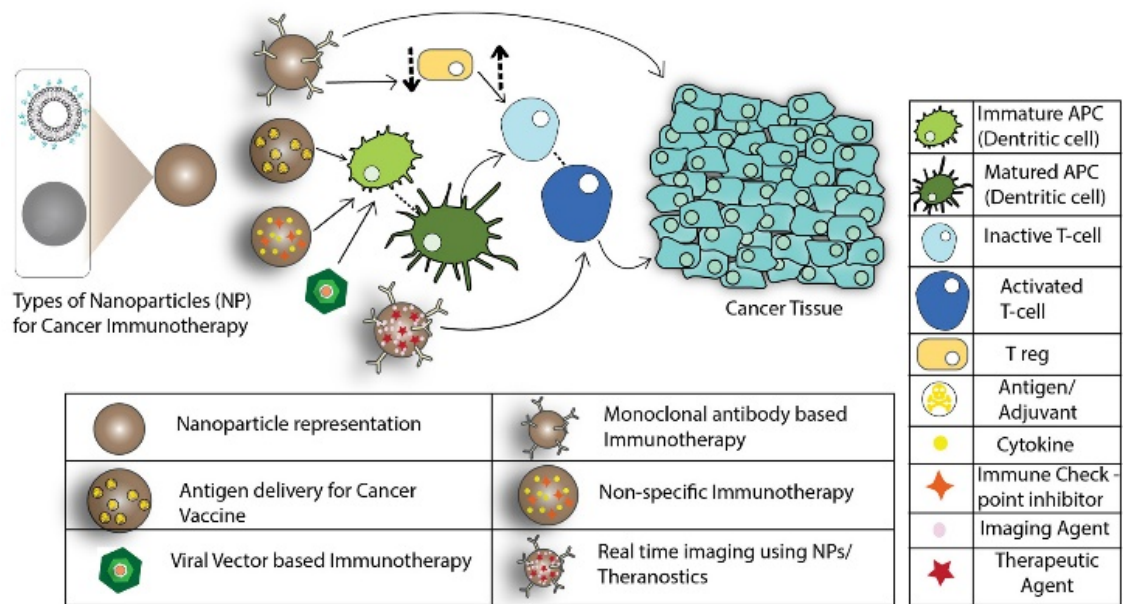 Types of Nanoparticles (NP)
for Cancer Immunotherapy
Cancer Tissue
Immature APC
(Dentritic cell)
Matured APC
(Dentritic cell)
Inactive T-cell
Activated
T-cell
T reg
Antigen/
Adjuvant
Cytokine
Immune Check -
point inhibitor
Imaging Agent
Therapeutic
Agent
Nanoparticle representation
Monoclonal antibody based
Immunotherapy
Antigen delivery for Cancer
Vaccine
Non-specific Immunotherapy
Viral Vector based Immunotherapy
Real time imaging using NPs/
Theranostics